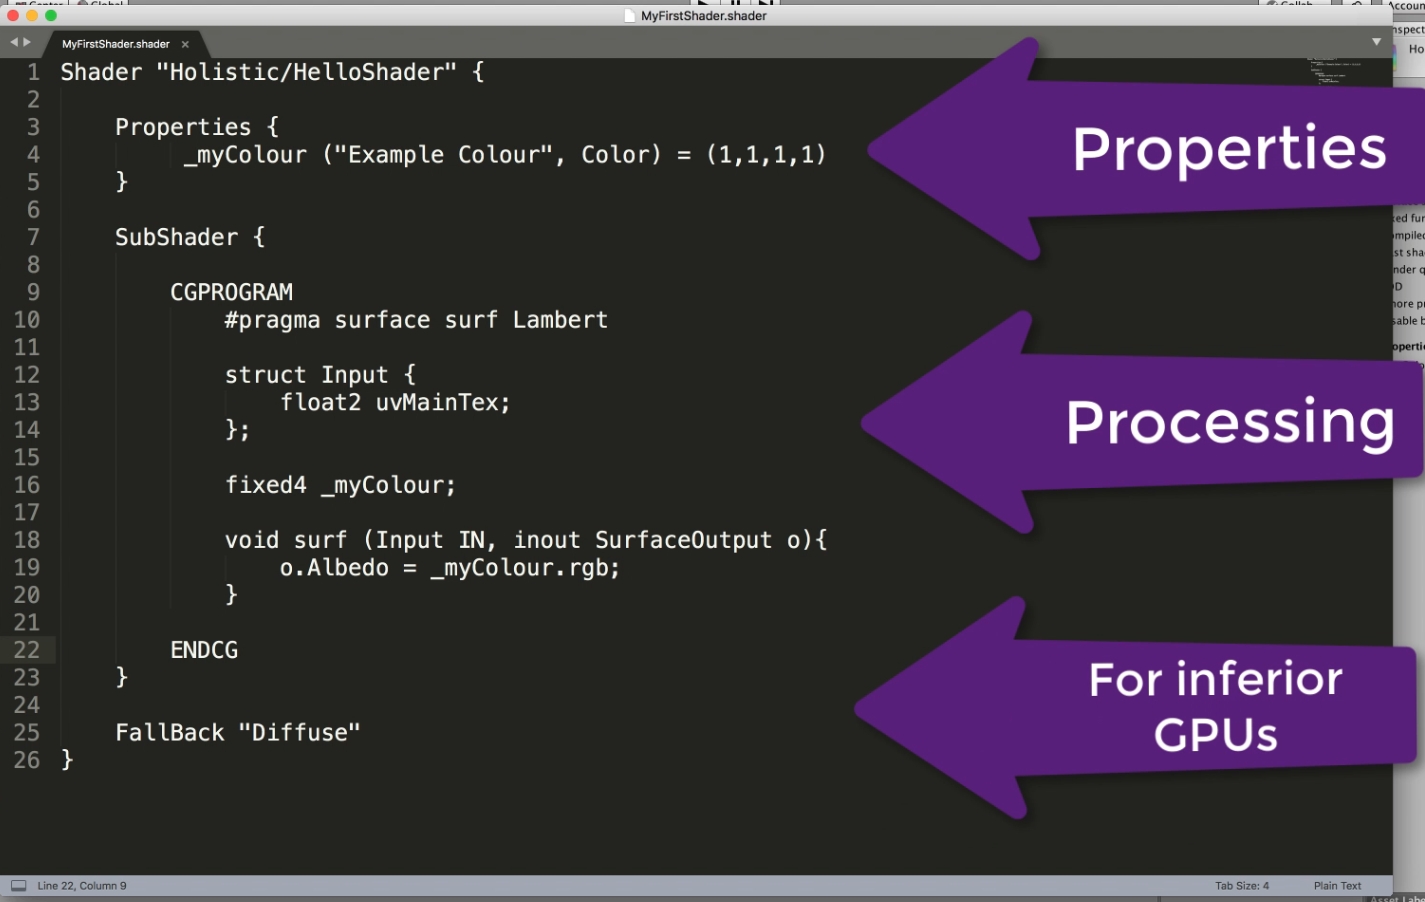 Center Global
Collab
Account
MyFirstShader.shader
MyFirstShader.shader ×
1 Shader "Holistic/HelloShader" {
2
3 Properties {
4 _myColour ("Example Colour", Color) = (1,1,1,1)
5 }
6
7 SubShader {
8
9 CGPROGRAM
10 #pragma surface surf Lambert
11
12 struct Input {
13 float2 uvMainTex;
14 };
15
16 fixed4 _myColour;
17
18 void surf (Input IN, inout SurfaceOutput o){
19 o.Albedo = _myColour.rgb;
20 }
21
22 ENDCG
23 }
24
25 FallBack "Diffuse"
26 }
Properties
Processing
For inferior
GPUs
Line 22, Column 9
Tab Size: 4
Plain Text